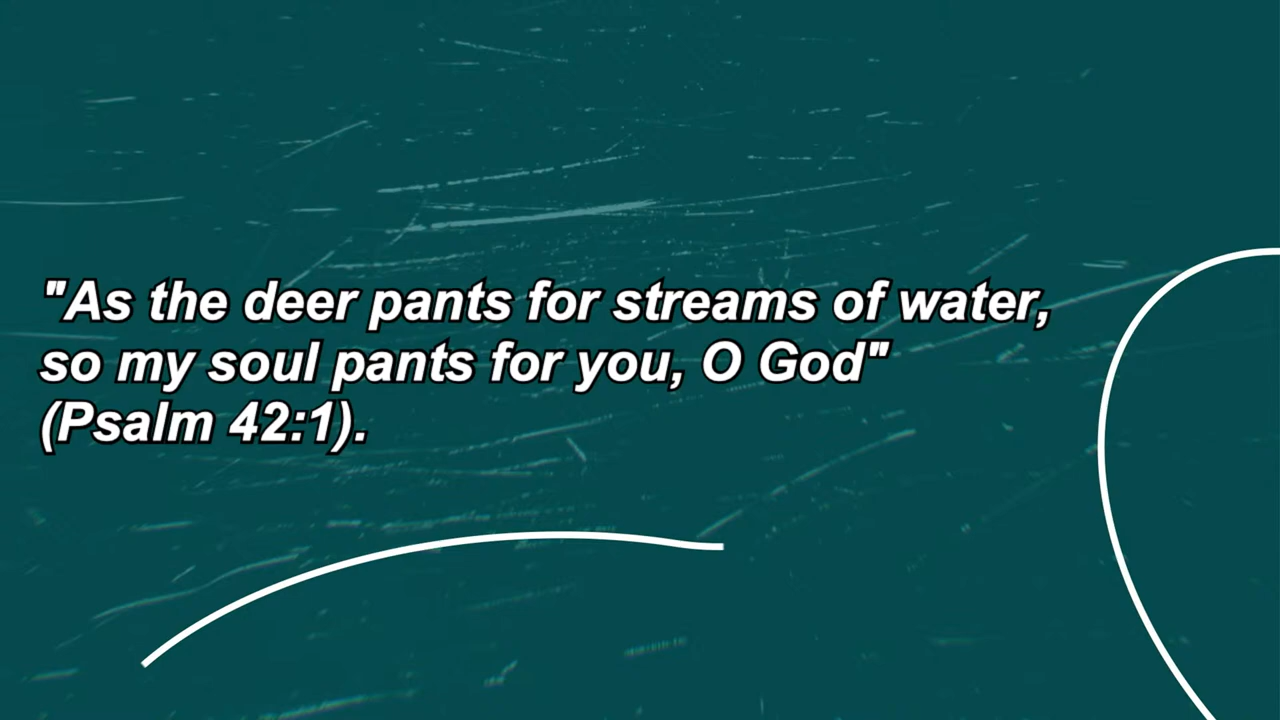 "As the deer pants for streams of water,
so my soul pants for you, O God"
(Psalm 42:1).